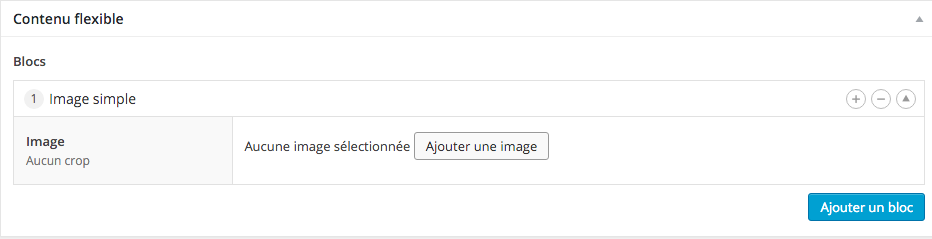 Contenu flexible
Blocs
1 Image simple
Image
Aucun crop
Aucune image sélectionnée Ajouter une image
Ajouter un bloc